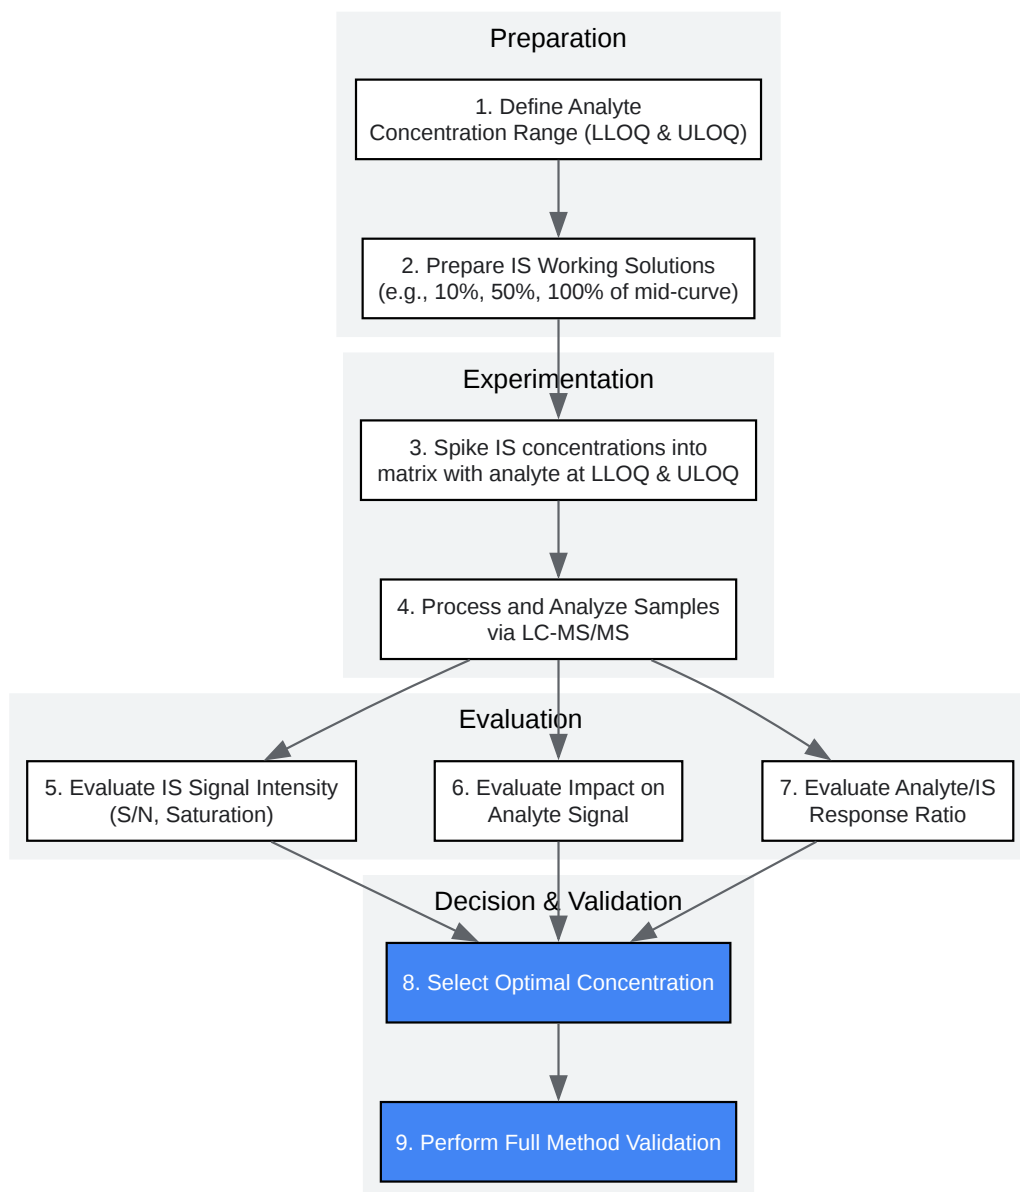 Preparation
1. Define Analyte
Concentration Range (LLOQ & ULOQ)
2. Prepare IS Working Solutions
(e.g., 10%, 50%, 100% of mid-curve)
Experimentation
3. Spike IS concentrations into
matrix with analyte at LLOQ & ULOQ
4. Process and Analyze Samples
via LC-MS/MS
Evaluation
5. Evaluate IS Signal Intensity
(S/N, Saturation)
6. Evaluate Impact on
Analyte Signal
7. Evaluate Analyte/IS
Response Ratio
Decision & Validation
8. Select Optimal Concentration
9. Perform Full Method Validation